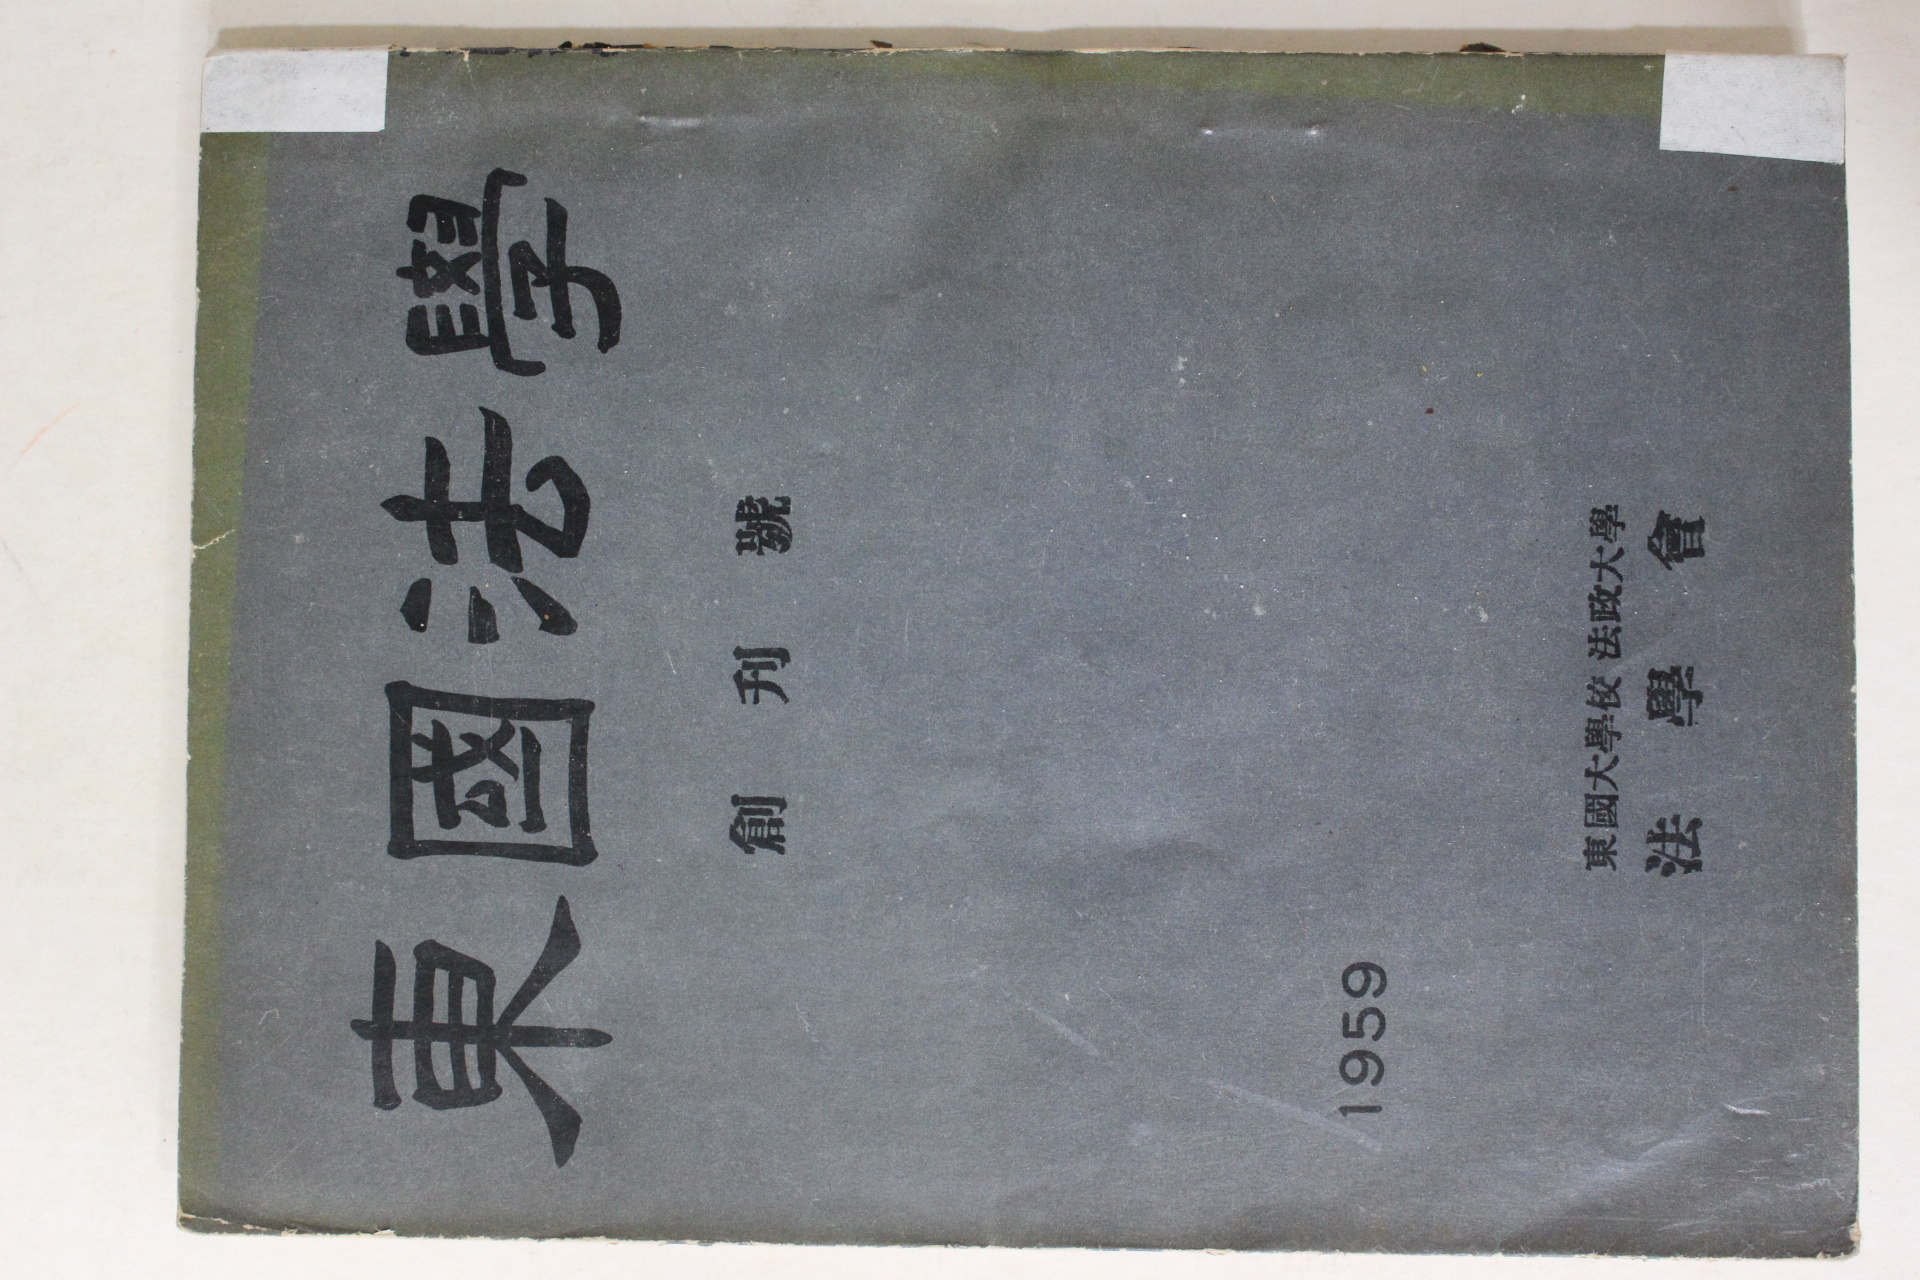 東國法學
創刊號
1959
東國大學校 法政大學
法學會